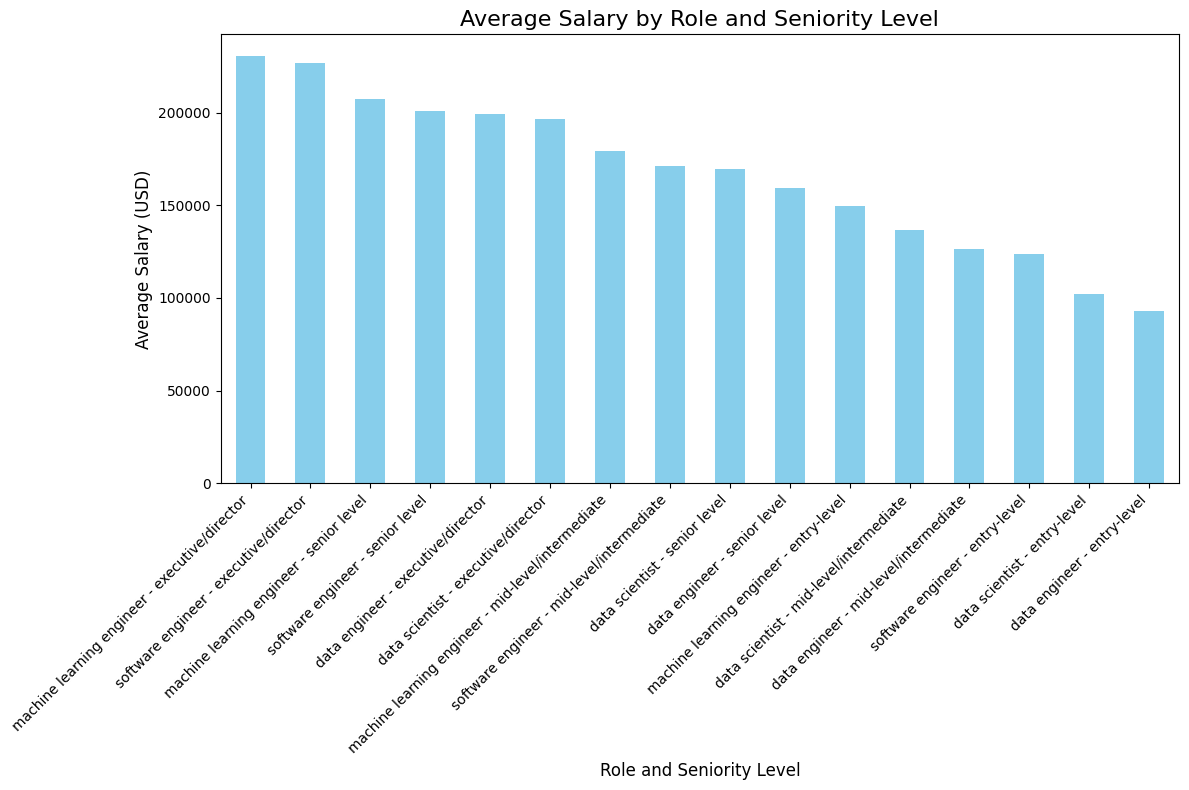 Average Salary by Role and Seniority Level
Average Salary (USD)
200000
150000
100000
50000
0
machine learning engineer - executive/director
software engineer - executive/director
machine learning engineer - senior level
software engineer - senior level
data engineer - executive/director
data scientist - executive/director
machine learning engineer - mid-level/intermediate
software engineer - mid-level/intermediate
data scientist - senior level
data engineer - senior level
machine learning engineer - entry-level
data scientist - mid-level/intermediate
data engineer - mid-level/intermediate
software engineer - entry-level
data scientist - entry-level
data engineer - entry-level
Role and Seniority Level